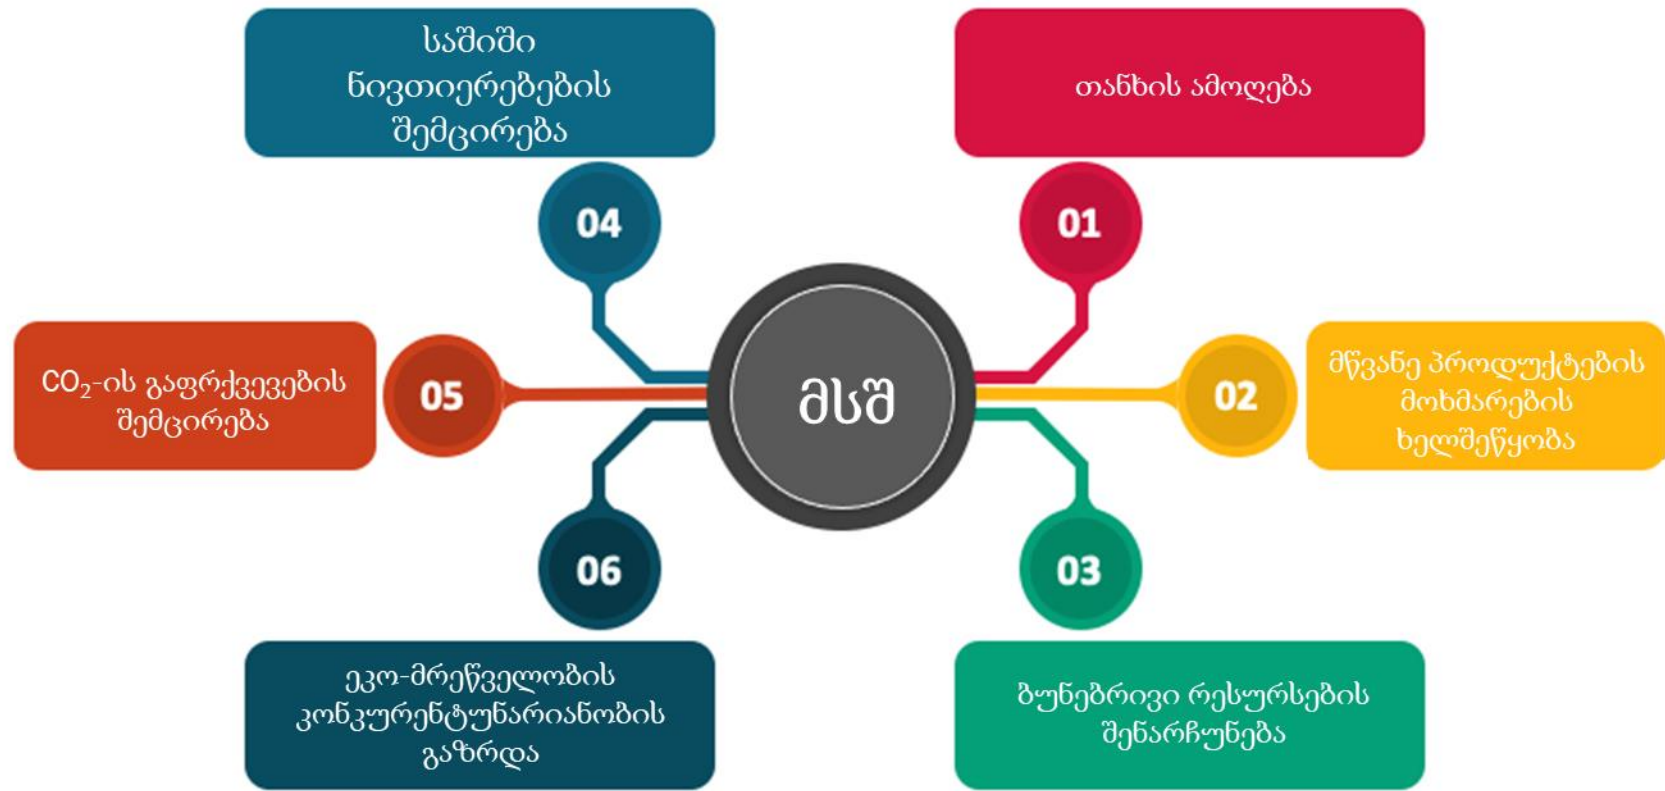 საშიში
ნივთიერებების
შემცირება
04
თანხის ამოღება
01
CO₂-ის გაფრქვევების
შემცირება
05
მსშ
02
მწვანე პროდუქტების
მოხმარების
ხელშეწყობა
06
ეკო-მრეწველობის
კონკურენტუნარიანობის
გაზრდა
03
ბუნებრივი რესურსების
შენარჩუნება